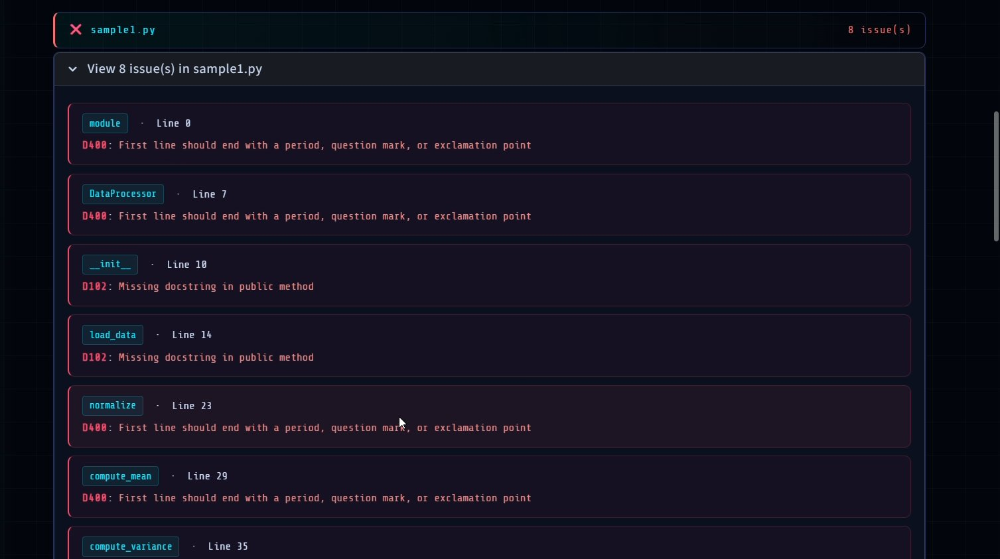 sample1.py
8 issue(s)
View 8 issue(s) in sample1.py
module · Line 0
D400: First line should end with a period, question mark, or exclamation point
DataProcessor · Line 7
D400: First line should end with a period, question mark, or exclamation point
__init__ · Line 10
D102: Missing docstring in public method
load_data · Line 14
D102: Missing docstring in public method
normalize · Line 23
D400: First line should end with a period, question mark, or exclamation point
compute_mean · Line 29
D400: First line should end with a period, question mark, or exclamation point
compute_variance · Line 35